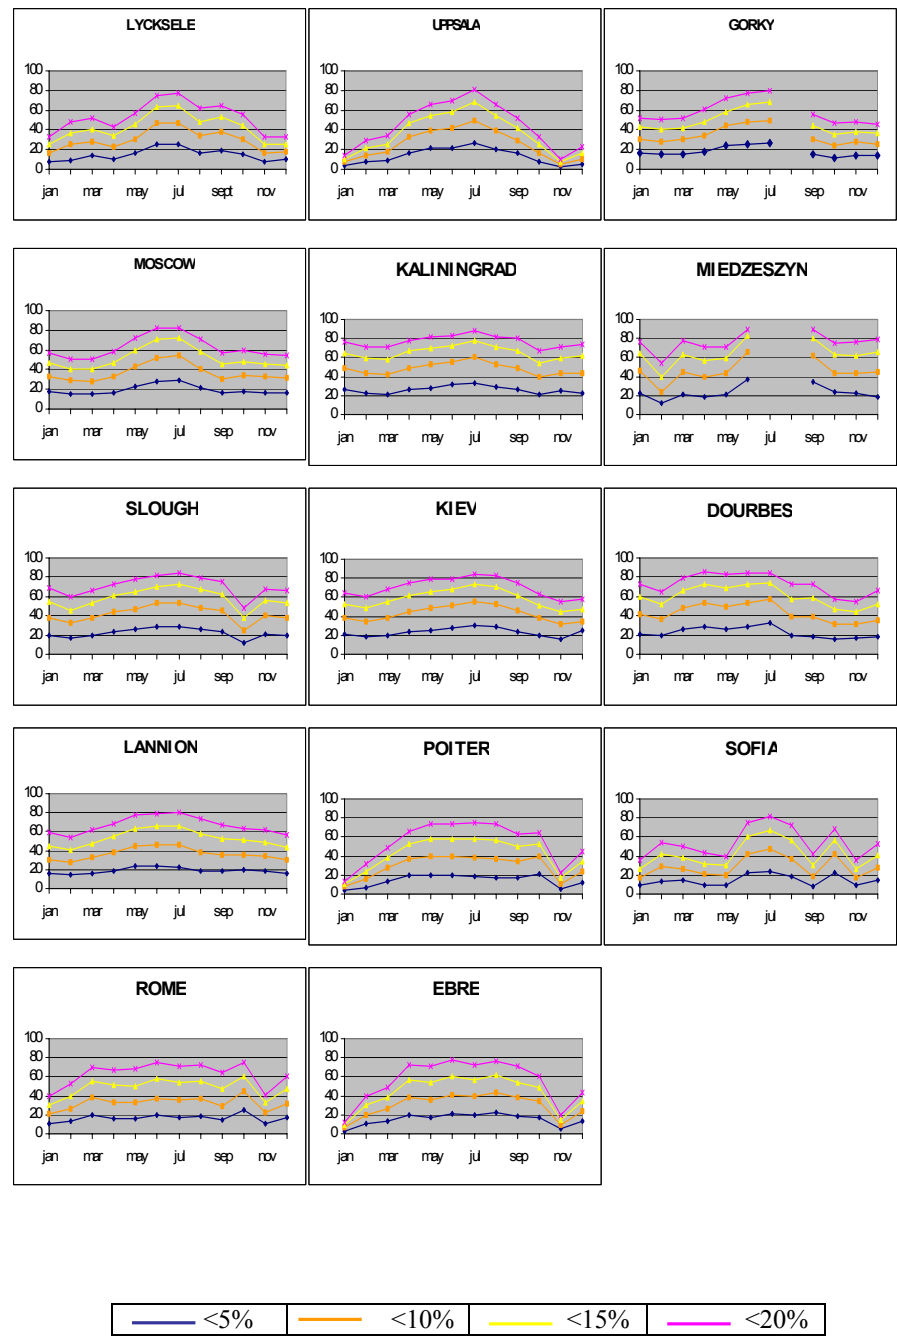 LYCKSELE
100
80
60
40
20
0
jan mar may jul sept nov
UPPSALA
100
80
60
40
20
0
jan mar may jul sep nov
GORKY
100
80
60
40
20
0
jan mar may jul sep nov
MOSCOW
100
80
60
40
20
0
jan mar may jul sep nov
KALININGRAD
100
80
60
40
20
0
jan mar may jul sep nov
MIEDZESZYN
100
80
60
40
20
0
jan mar may jul sep nov
SLOUGH
100
80
60
40
20
0
jan mar may jul sep nov
KIEV
100
80
60
40
20
0
jan mar may jul sep nov
DOURBES
100
80
60
40
20
0
jan mar may jul sep nov
LANNION
100
80
60
40
20
0
jan mar may jul sep nov
POITER
100
80
60
40
20
0
jan mar may jul sep nov
SOFIA
100
80
60
40
20
0
jan mar may jul sep nov
ROME
100
80
60
40
20
0
jan mar may jul sep nov
EBRE
100
80
60
40
20
0
jan mar may jul sep nov
<5% <10% <15% <20%